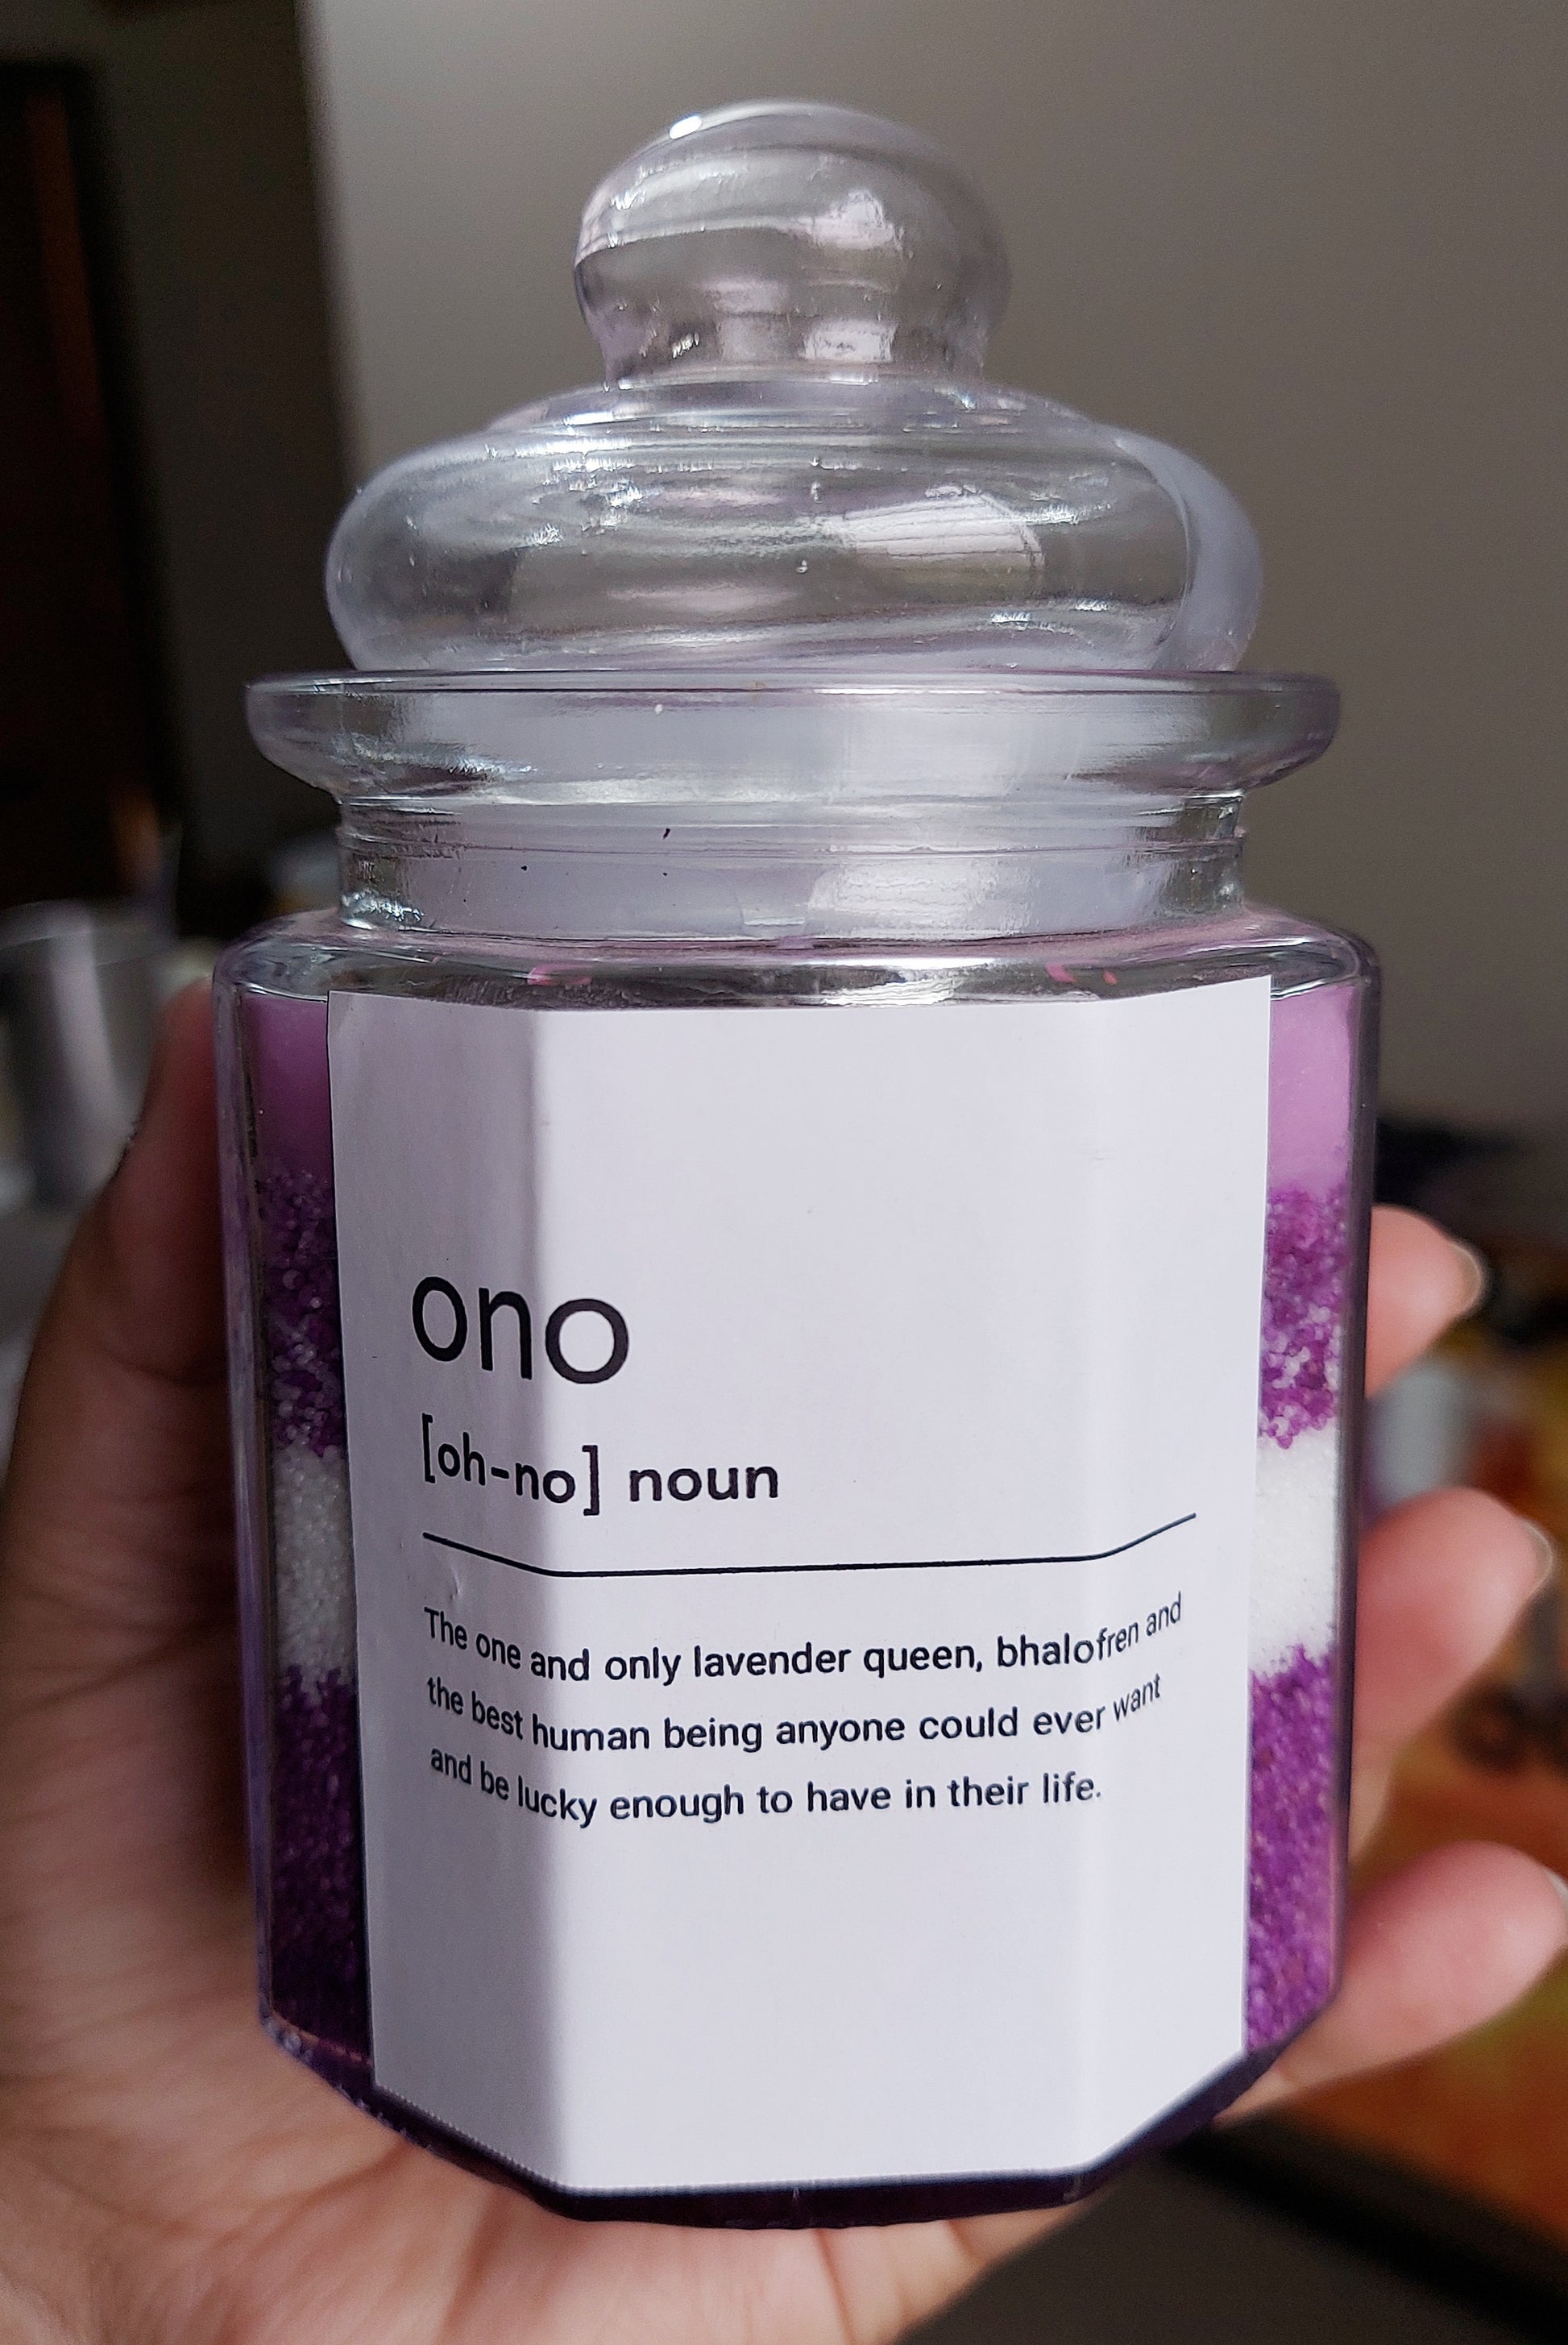 ono
[oh-no] noun
The one and only lavender queen, bhalofren and
the best human being anyone could ever want
and be lucky enough to have in their life.